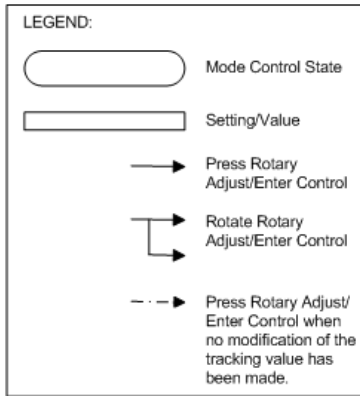 LEGEND:
Mode Control State
Setting/Value
Press Rotary
Adjust/Enter Control
Rotate Rotary
Adjust/Enter Control
Press Rotary Adjust/
Enter Control when
no modification of the
tracking value has
been made.